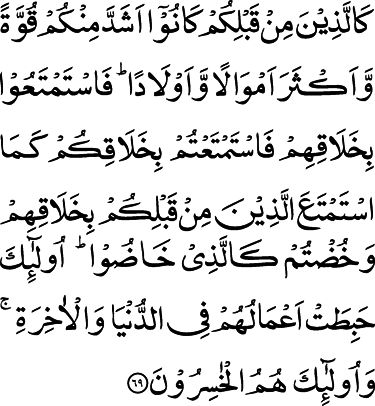 كَالَّذِيْنَ مِنْ قَبْلِكُمْ كَانُوْۤا اَشَدَّ مِنْكُمْ قُوَّةً
وَّاَكْثَرَ اَمْوَالًا وَّاَوْلَادًا ؕ فَاسْتَمْتَعُوْا
بِخَلَاقِهِمْ فَاسْتَمْتَعْتُمْ بِخَلَاقِكُمْ كَمَا
اسْتَمْتَعَ الَّذِيْنَ مِنْ قَبْلِكُمْ بِخَلَاقِهِمْ
وَخُضْتُمْ كَالَّذِيْ خَاضُوْا ؕ اُولٰٓئِكَ
حَبِطَتْ اَعْمَالُهُمْ فِي الدُّنْيَا وَالْاٰخِرَةِ ۚ
وَاُولٰٓئِكَ هُمُ الْخٰسِرُوْنَ ۝۶۹